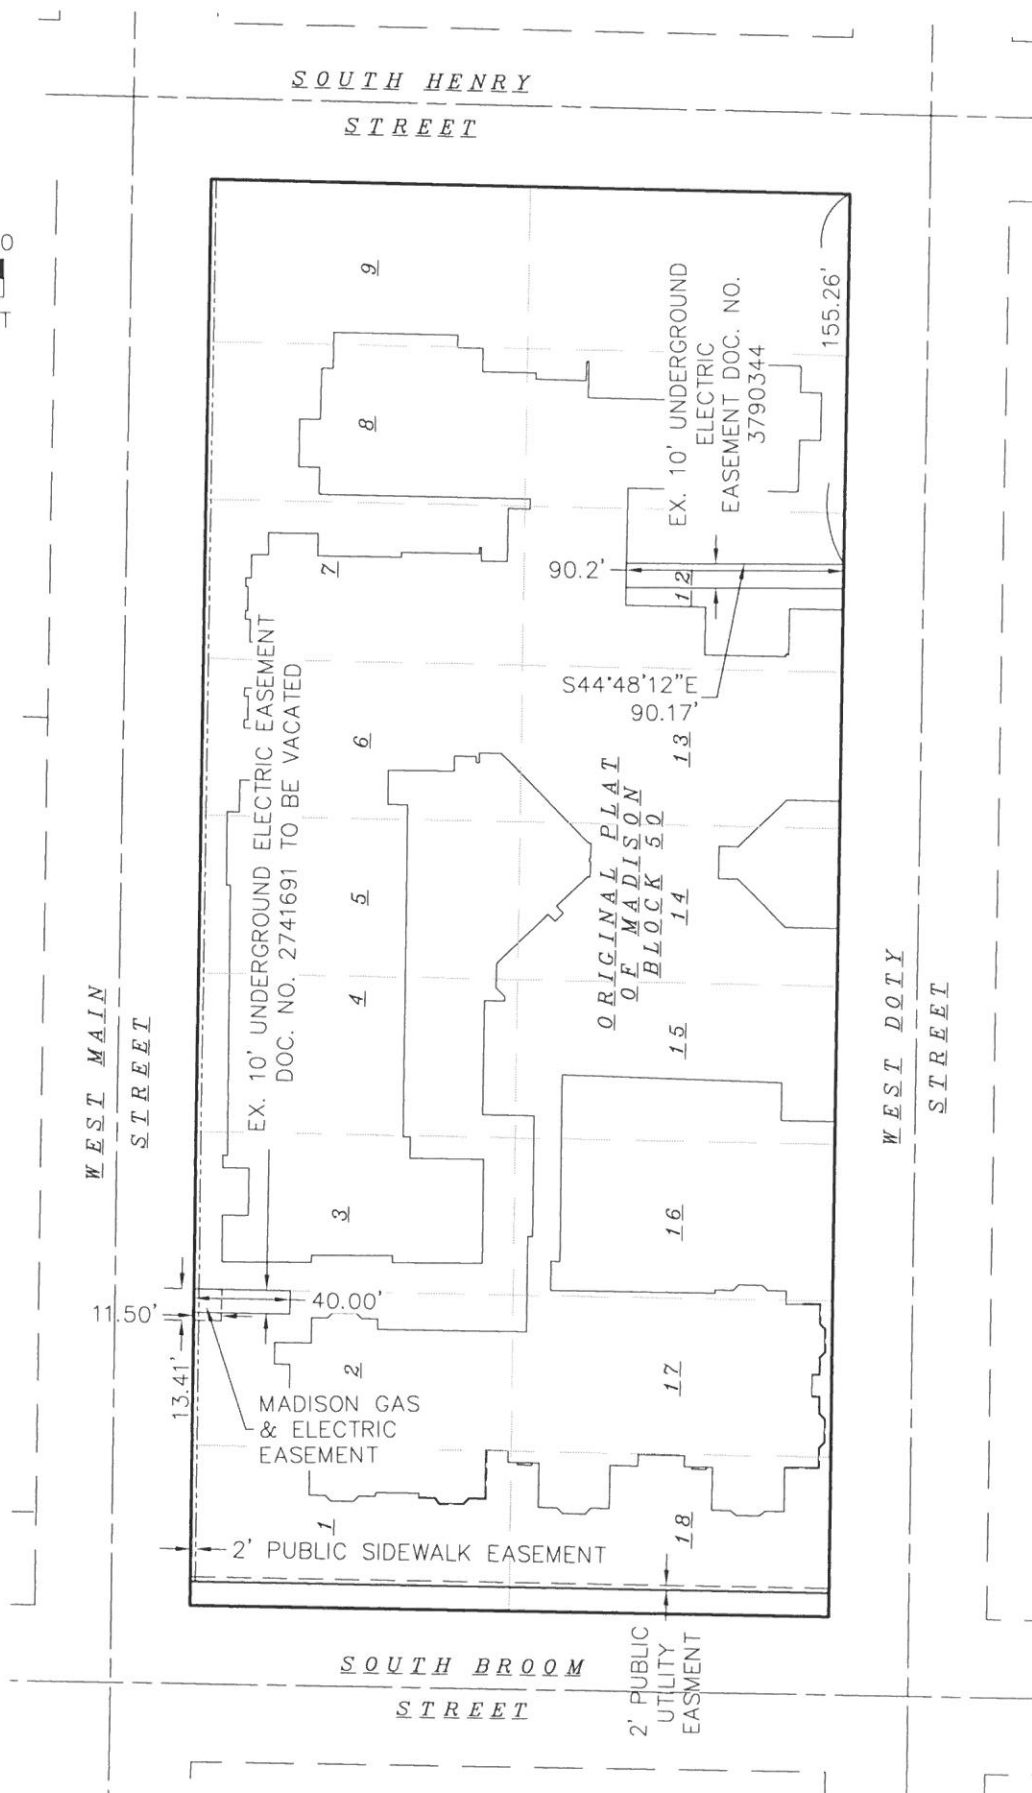 SOUTH HENRY
STREET
O
T
9
EX. 10' UNDERGROUND
ELECTRIC
EASEMENT DOC. NO.
3790344
155.26'
8
7
90.2'
12
S44°48'12"E
90.17'
6
13
EX. 10' UNDERGROUND ELECTRIC EASEMENT
DOC. NO. 2741691 TO BE VACATED
ORIGINAL PLAT
OF MADISON
BLOCK 50
5
14
4
15
WEST MAIN
STREET
WEST DOTY
STREET
3
16
11.50'
40.00'
13.41'
2
17
MADISON GAS
& ELECTRIC
EASEMENT
1
18
2' PUBLIC SIDEWALK EASEMENT
SOUTH BROOM
STREET
2' PUBLIC
UTILITY
EASMENT